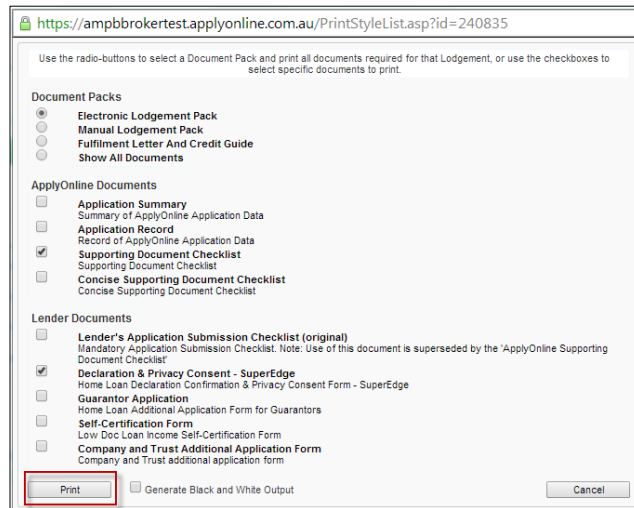 https://ampbbrokertest.applyonline.com.au/PrintStyleList.asp?id=240835
Use the radio-buttons to select a Document Pack and print all documents required for that Lodgement, or use the checkboxes to
select specific documents to print.
Document Packs
Electronic Lodgement Pack
Manual Lodgement Pack
Fulfilment Letter And Credit Guide
Show All Documents
ApplyOnline Documents
Application Summary
Summary of ApplyOnline Application Data
Application Record
Record of ApplyOnline Application Data
Supporting Document Checklist
Supporting Document Checklist
Concise Supporting Document Checklist
Concise Supporting Document Checklist
Lender Documents
Lender's Application Submission Checklist (original)
Mandatory Application Submission Checklist. Note: Use of this document is superseded by the 'ApplyOnline Supporting
Document Checklist'
Declaration & Privacy Consent - SuperEdge
Home Loan Declaration Confirmation & Privacy Consent Form - SuperEdge
Guarantor Application
Home Loan Additional Application Form for Guarantors
Self-Certification Form
Low Doc Loan Income Self-Certification Form
Company and Trust Additional Application Form
Company and Trust additional application form
Print
Generate Black and White Output
Cancel